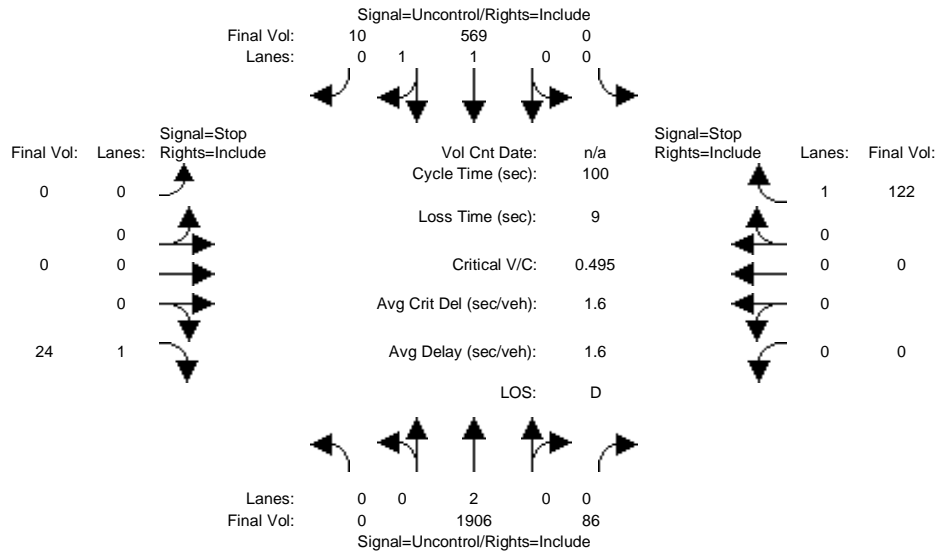 Signal=Uncontrol/Rights=Include
Final Vol: 10 569 0
Lanes: 0 1 1 0 0
Signal=Stop Signal=Stop
Final Vol: Lanes: Rights=Include Vol Cnt Date: n/a Rights=Include Lanes: Final Vol:
Cycle Time (sec): 100
0 0 1 122
Loss Time (sec): 9
0 0
0 0 Critical V/C: 0.495 0 0
0 Avg Crit Del (sec/veh): 1.6 0
24 1 Avg Delay (sec/veh): 1.6 0 0
LOS: D
Lanes: 0 0 2 0 0
Final Vol: 0 1906 86
Signal=Uncontrol/Rights=Include